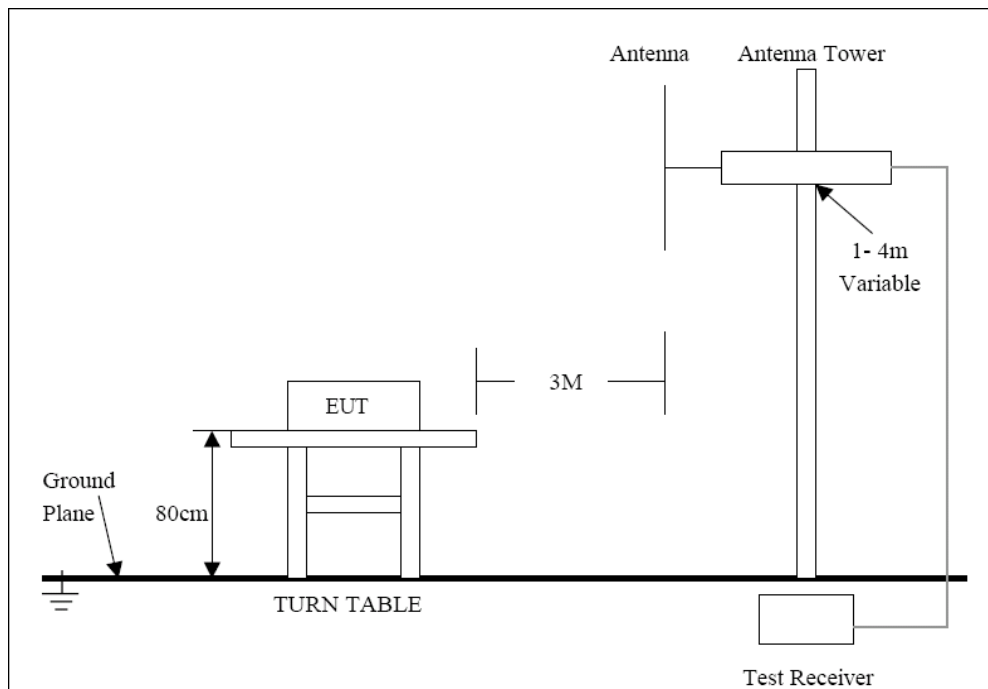 Antenna
Antenna Tower
1- 4m
Variable
3M
EUT
Ground
Plane
80cm
TURN TABLE
Test Receiver